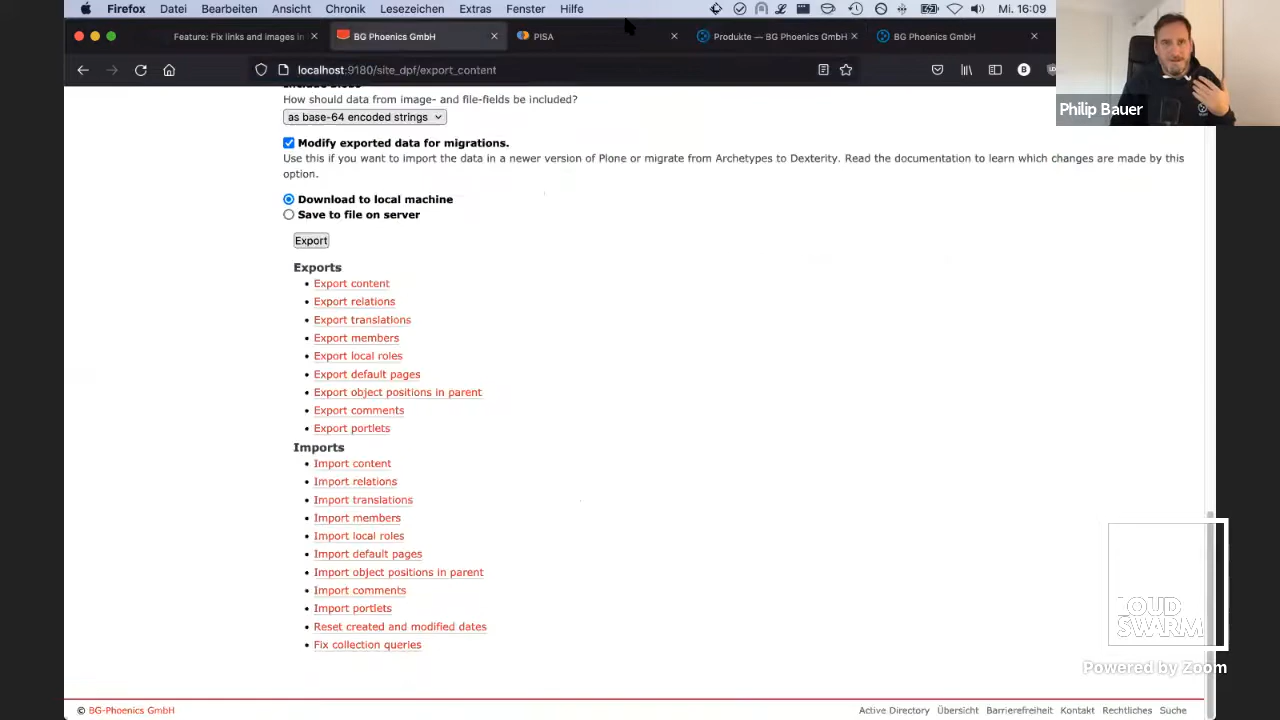 Firefox Datei Bearbeiten Ansicht Chronik Lesezeichen Extras Fenster Hilfe Mi. 16:09
Feature: Fix links and images in BG Phoenics GmbH PISA Produkte — BG Phoenics GmbH BG Phoenics GmbH
localhost:9180/site_dpf/export_content
Philip Bauer
How should data from image- and file-fields be included?
as base-64 encoded strings
Modify exported data for migrations.
Use this if you want to import the data in a newer version of Plone or migrate from Archetypes to Dexterity. Read the documentation to learn which changes are made by this
option.
Download to local machine
Save to file on server
Export
Exports
Export content
Export relations
Export translations
Export members
Export local roles
Export default pages
Export object positions in parent
Export comments
Export portlets
Imports
Import content
Import relations
Import translations
Import members
Import local roles
Import default pages
Import object positions in parent
Import comments
Import portlets
Reset created and modified dates
Fix collection queries
LOUD
SWARM
Powered by Zoom
© BG-Phoenics GmbH Active Directory Übersicht Barrierefreiheit Kontakt Rechtliches Suche